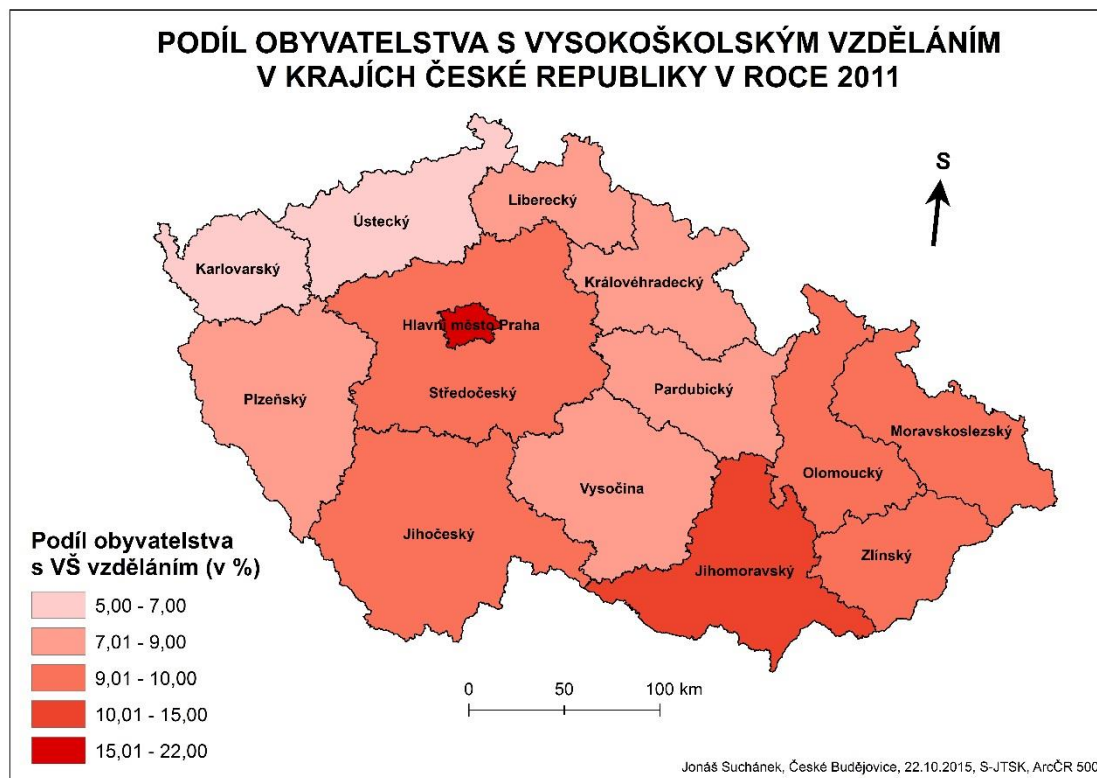 PODÍL OBYVATELSTVA S VYSOKOŠKOLSKÝM VZDĚLÁNÍM
V KRAJÍCH ČESKÉ REPUBLIKY V ROCE 2011
S
Liberecký
Ústecký
Karlovarský
Královéhradecký
Hlavní město Praha
Středočeský
Plzeňský
Pardubický
Moravskoslezský
Olomoucký
Vysočina
Jihočeský
Zlínský
Jihomoravský
Podíl obyvatelstva
s VŠ vzděláním (v %)
5,00 - 7,00
7,01 - 9,00
9,01 - 10,00
10,01 - 15,00
15,01 - 22,00
0 50 100 km
Jonáš Suchánek, České Budějovice, 22.10.2015, S-JTSK, ArcČR 500